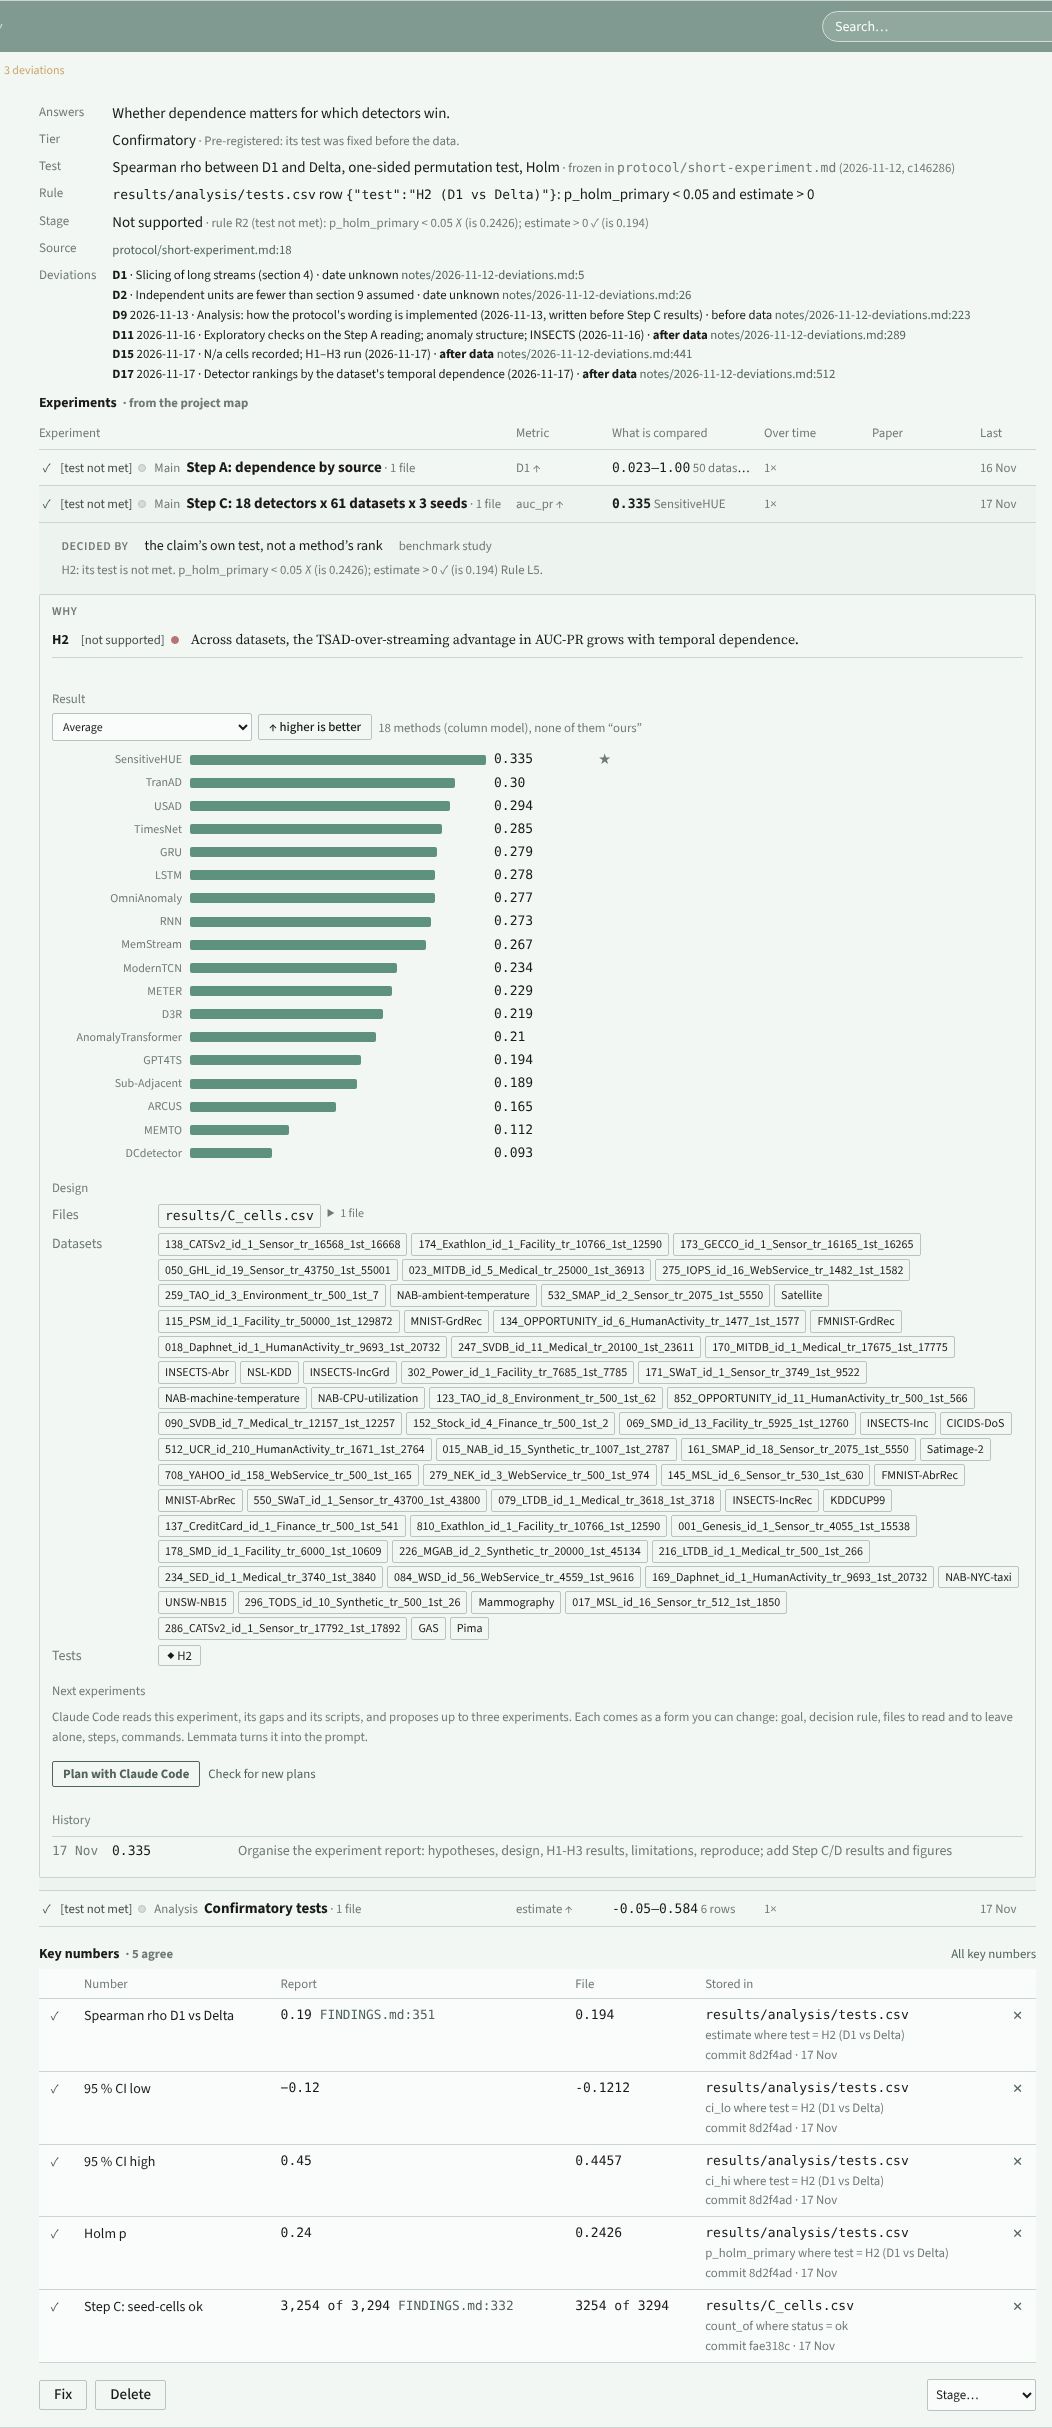 Search…
3 deviations
Answers Whether dependence matters for which detectors win.
Tier Confirmatory · Pre-registered: its test was fixed before the data.
Test Spearman rho between D1 and Delta, one-sided permutation test, Holm · frozen in protocol/short-experiment.md (2026-11-12, c146286)
Rule results/analysis/tests.csv row {"test":"H2 (D1 vs Delta)"}: p_holm_primary < 0.05 and estimate > 0
Stage Not supported · rule R2 (test not met): p_holm_primary < 0.05 ✗ (is 0.2426); estimate > 0 ✓ (is 0.194)
Source protocol/short-experiment.md:18
Deviations D1 · Slicing of long streams (section 4) · date unknown notes/2026-11-12-deviations.md:5
D2 · Independent units are fewer than section 9 assumed · date unknown notes/2026-11-12-deviations.md:26
D9 2026-11-13 · Analysis: how the protocol's wording is implemented (2026-11-13, written before Step C results) · before data notes/2026-11-12-deviations.md:223
D11 2026-11-16 · Exploratory checks on the Step A reading; anomaly structure; INSECTS (2026-11-16) · after data notes/2026-11-12-deviations.md:289
D15 2026-11-17 · N/a cells recorded; H1–H3 run (2026-11-17) · after data notes/2026-11-12-deviations.md:441
D17 2026-11-17 · Detector rankings by the dataset's temporal dependence (2026-11-17) · after data notes/2026-11-12-deviations.md:512
Experiments · from the project map
Experiment Metric What is compared Over time Paper Last
✓ [test not met] Main Step A: dependence by source · 1 file D1 ↑ 0.023–1.00 50 datas… 1× 16 Nov
✓ [test not met] Main Step C: 18 detectors x 61 datasets x 3 seeds · 1 file auc_pr ↑ 0.335 SensitiveHUE 1× 17 Nov
DECIDED BY the claim's own test, not a method's rank benchmark study
H2: its test is not met. p_holm_primary < 0.05 ✗ (is 0.2426); estimate > 0 ✓ (is 0.194) Rule L5.
WHY
H2 [not supported] Across datasets, the TSAD-over-streaming advantage in AUC-PR grows with temporal dependence.
Result
Average ↑ higher is better 18 methods (column model), none of them “ours”
SensitiveHUE 0.335 ★
TranAD 0.30
USAD 0.294
TimesNet 0.285
GRU 0.279
LSTM 0.278
OmniAnomaly 0.277
RNN 0.273
MemStream 0.267
ModernTCN 0.234
METER 0.229
D3R 0.219
AnomalyTransformer 0.21
GPT4TS 0.194
Sub-Adjacent 0.189
ARCUS 0.165
MEMTO 0.112
DCdetector 0.093
Design
Files results/C_cells.csv ▶ 1 file
Datasets 138_CATSv2_id_1_Sensor_tr_16568_1st_16668 174_Exathlon_id_1_Facility_tr_10766_1st_12590 173_GECCO_id_1_Sensor_tr_16165_1st_16265
050_GHL_id_19_Sensor_tr_43750_1st_55001 023_MITDB_id_5_Medical_tr_25000_1st_36913 275_IOPS_id_16_WebService_tr_1482_1st_1582
259_TAO_id_3_Environment_tr_500_1st_7 NAB-ambient-temperature 532_SMAP_id_2_Sensor_tr_2075_1st_5550 Satellite
115_PSM_id_1_Facility_tr_50000_1st_129872 MNIST-GrdRec 134_OPPORTUNITY_id_6_HumanActivity_tr_1477_1st_1577 FMNIST-GrdRec
018_Daphnet_id_1_HumanActivity_tr_9693_1st_20732 247_SVDB_id_11_Medical_tr_20100_1st_23611 170_MITDB_id_1_Medical_tr_17675_1st_17775
INSECTS-Abr NSL-KDD INSECTS-IncGrd 302_Power_id_1_Facility_tr_7685_1st_7785 171_SWaT_id_1_Sensor_tr_3749_1st_9522
NAB-machine-temperature NAB-CPU-utilization 123_TAO_id_8_Environment_tr_500_1st_62 852_OPPORTUNITY_id_11_HumanActivity_tr_500_1st_566
090_SVDB_id_7_Medical_tr_12157_1st_12257 152_Stock_id_4_Finance_tr_500_1st_2 069_SMD_id_13_Facility_tr_5925_1st_12760 INSECTS-Inc CICIDS-DoS
512_UCR_id_210_HumanActivity_tr_1671_1st_2764 015_NAB_id_15_Synthetic_tr_1007_1st_2787 161_SMAP_id_18_Sensor_tr_2075_1st_5550 Satimage-2
708_YAHOO_id_158_WebService_tr_500_1st_165 279_NEK_id_3_WebService_tr_500_1st_974 145_MSL_id_6_Sensor_tr_530_1st_630 FMNIST-AbrRec
MNIST-AbrRec 550_SWaT_id_1_Sensor_tr_43700_1st_43800 079_LTDB_id_1_Medical_tr_3618_1st_3718 INSECTS-IncRec KDDCUP99
137_CreditCard_id_1_Finance_tr_500_1st_541 810_Exathlon_id_1_Facility_tr_10766_1st_12590 001_Genesis_id_1_Sensor_tr_4055_1st_15538
178_SMD_id_1_Facility_tr_6000_1st_10609 226_MGAB_id_2_Synthetic_tr_20000_1st_45134 216_LTDB_id_1_Medical_tr_500_1st_266
234_SED_id_1_Medical_tr_3740_1st_3840 084_WSD_id_56_WebService_tr_4559_1st_9616 169_Daphnet_id_1_HumanActivity_tr_9693_1st_20732 NAB-NYC-taxi
UNSW-NB15 296_TODS_id_10_Synthetic_tr_500_1st_26 Mammography 017_MSL_id_16_Sensor_tr_512_1st_1850
286_CATSv2_id_1_Sensor_tr_17792_1st_17892 GAS Pima
Tests ◆ H2
Next experiments
Claude Code reads this experiment, its gaps and its scripts, and proposes up to three experiments. Each comes as a form you can change: goal, decision rule, files to read and to leave
alone, steps, commands. Lemmata turns it into the prompt.
Plan with Claude Code Check for new plans
History
17 Nov 0.335 Organise the experiment report: hypotheses, design, H1-H3 results, limitations, reproduce; add Step C/D results and figures
✓ [test not met] Analysis Confirmatory tests · 1 file estimate ↑ -0.05–0.584 6 rows 1× 17 Nov
Key numbers · 5 agree All key numbers
Number Report File Stored in
✓ Spearman rho D1 vs Delta 0.19 FINDINGS.md:351 0.194 results/analysis/tests.csv ✕
estimate where test = H2 (D1 vs Delta)
commit 8d2f4ad · 17 Nov
✓ 95 % CI low −0.12 -0.1212 results/analysis/tests.csv ✕
ci_lo where test = H2 (D1 vs Delta)
commit 8d2f4ad · 17 Nov
✓ 95 % CI high 0.45 0.4457 results/analysis/tests.csv ✕
ci_hi where test = H2 (D1 vs Delta)
commit 8d2f4ad · 17 Nov
✓ Holm p 0.24 0.2426 results/analysis/tests.csv ✕
p_holm_primary where test = H2 (D1 vs Delta)
commit 8d2f4ad · 17 Nov
✓ Step C: seed-cells ok 3,254 of 3,294 FINDINGS.md:332 3254 of 3294 results/C_cells.csv ✕
count_of where status = ok
commit fae318c · 17 Nov
Fix Delete Stage…